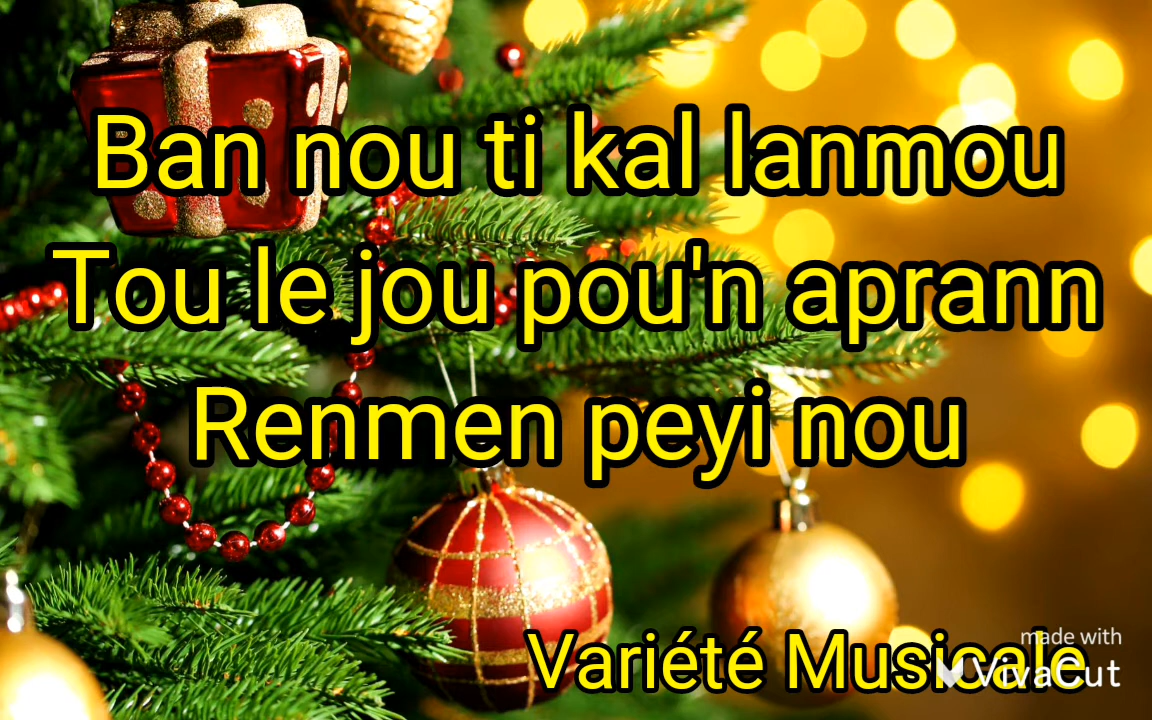 Ban nou ti kal lanmou
Tou le jou pou'n aprann
Renmen peyi nou
Variété Musicale
made with
VivaCut